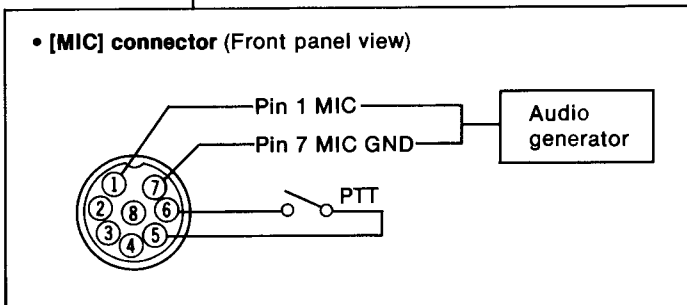 • [MIC] connector (Front panel view)
Pin 1 MIC
Pin 7 MIC GND
Audio
generator
PTT
1
7
2
8
6
3
5
4